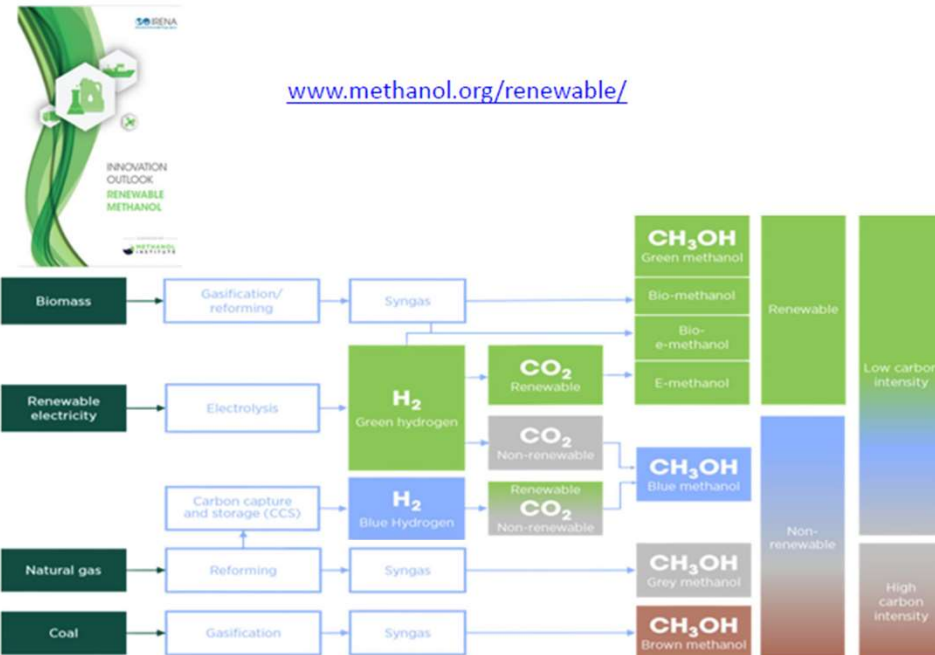 IRENA
INNOVATION
OUTLOOK
RENEWABLE
METHANOL
METHANOL
INSTITUTE
www.methanol.org/renewable/
Biomass
Gasification/
reforming
Syngas
CH₃OH
Green methanol
Bio-methanol
Bio-
e-methanol
E-methanol
Renewable
Low carbon
intensity
Renewable
electricity
Electrolysis
H₂
Green hydrogen
CO₂
Renewable
CO₂
Non-renewable
Carbon capture
and storage (CCS)
H₂
Blue Hydrogen
Renewable
CO₂
Non-renewable
CH₃OH
Blue methanol
Non-
renewable
Natural gas
Reforming
Syngas
CH₃OH
Grey methanol
High
carbon
intensity
Coal
Gasification
Syngas
CH₃OH
Brown methanol